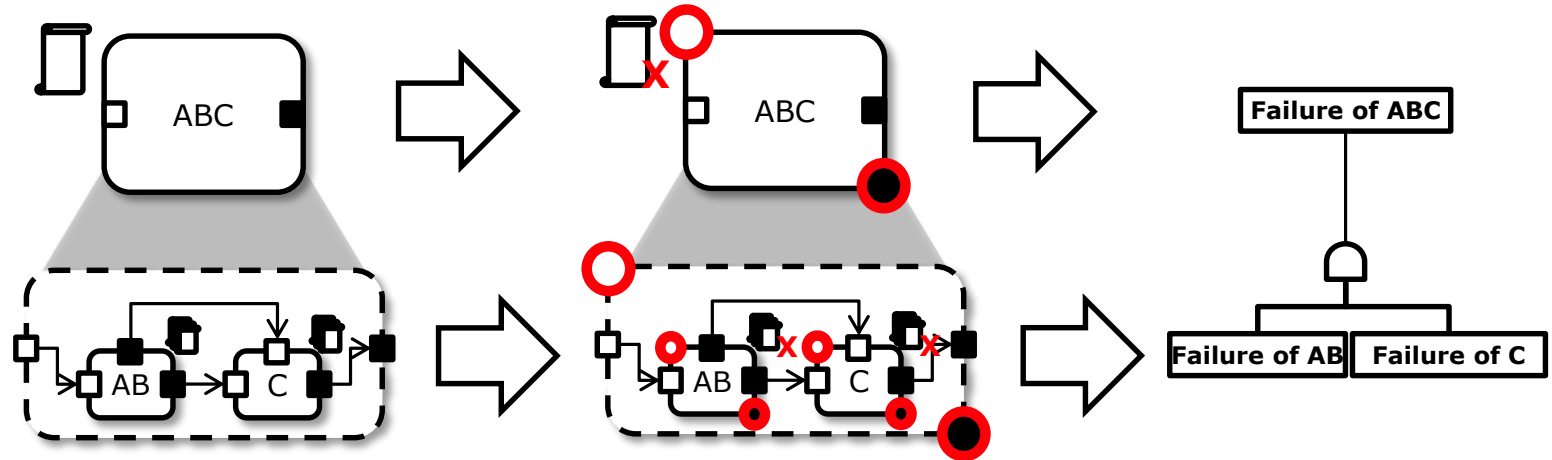 ABC
AB
C
X
ABC
AB
X
C
X
Failure of ABC
Failure of AB
Failure of C